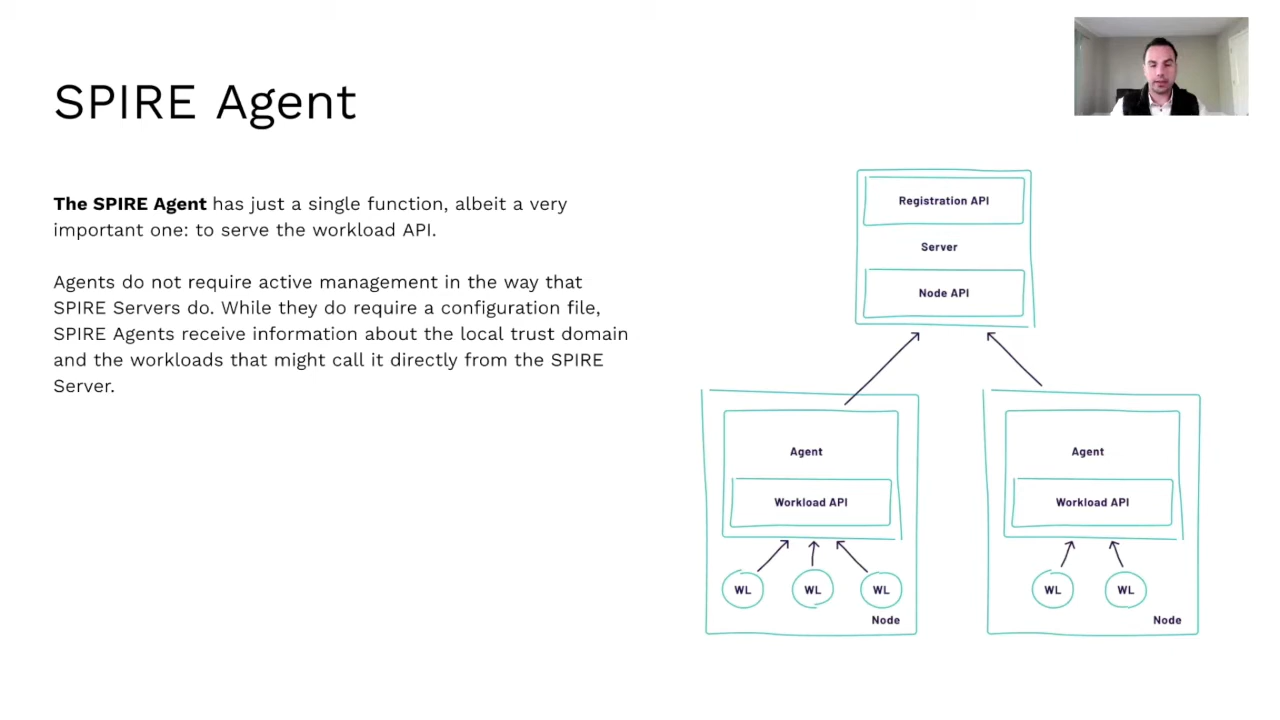 SPIRE Agent
The SPIRE Agent has just a single function, albeit a very
important one: to serve the workload API.
Agents do not require active management in the way that
SPIRE Servers do. While they do require a configuration file,
SPIRE Agents receive information about the local trust domain
and the workloads that might call it directly from the SPIRE
Server.
Registration API
Server
Node API
Agent
Workload API
WL
WL
WL
Node
Agent
Workload API
WL
WL
Node